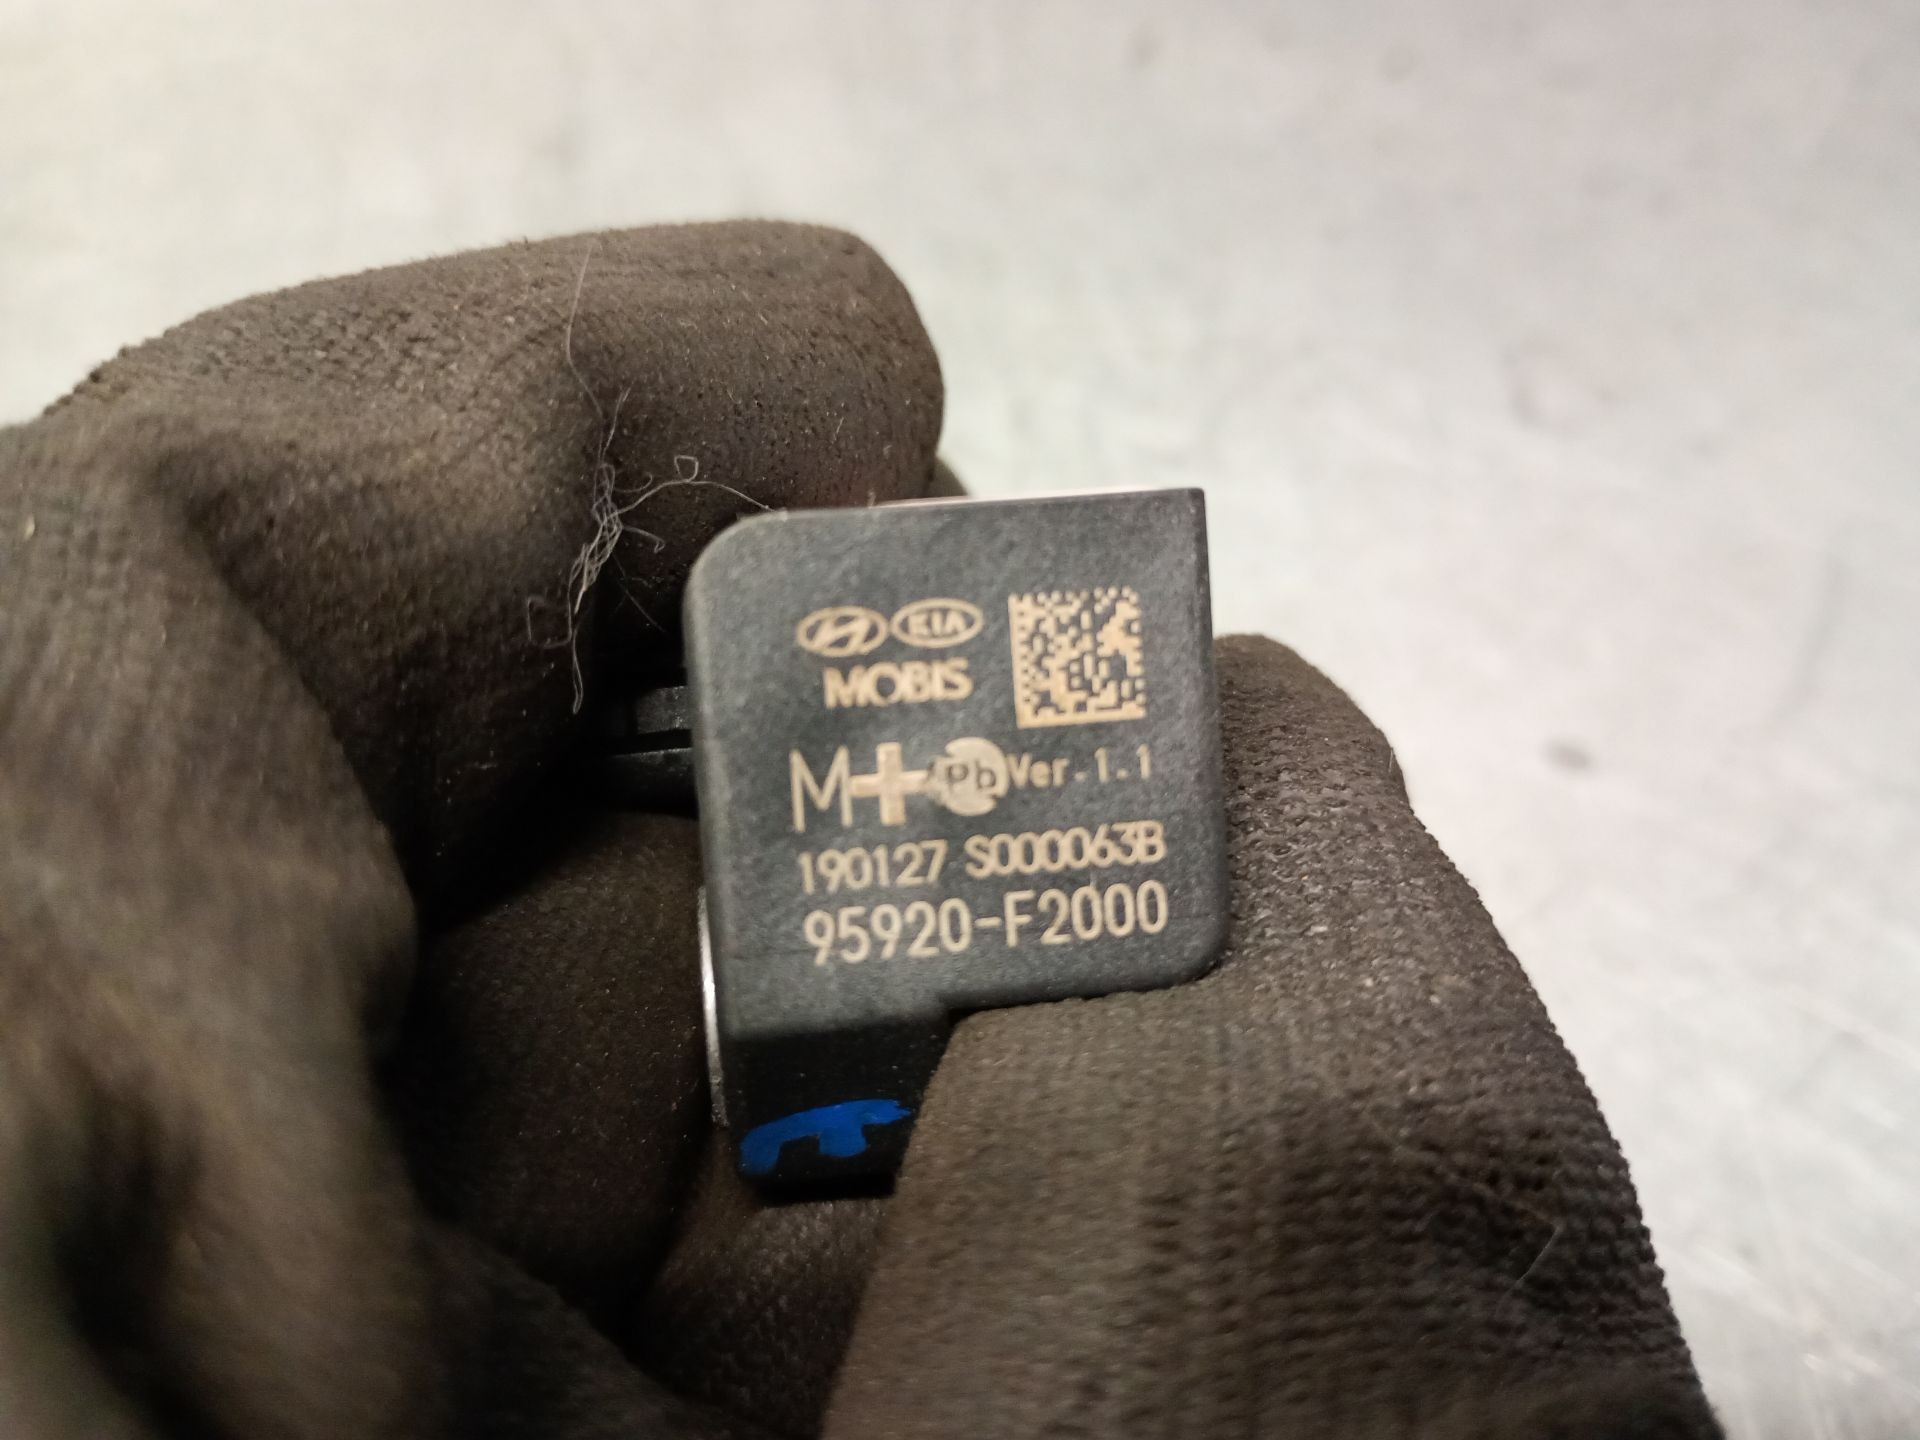 KIA
MOBIS
M+ Pb Ver.1.1
190127 S000063B
95920-F2000